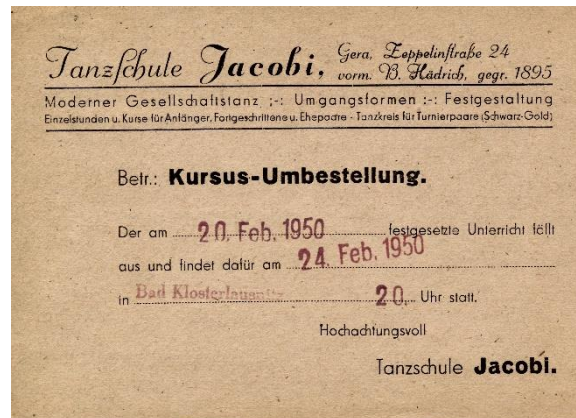 Tanzschule Jacobi, Gera, Zeppelinstraße 24
vorm. B. Hädrich, gegr. 1895
Moderner Gesellschaftstanz :-: Umgangsformen :-: Festgestaltung
Einzelstunden u. Kurse für Anfänger, Fortgeschrittene u. Ehepaare - Tanzkreis für Turnierpaare (Schwarz-Gold)
Betr.: Kursus-Umbestellung.
Der am 20. Feb. 1950 festgesetzte Unterricht fällt
aus und findet dafür am 24. Feb. 1950
in Bad Klosterlausnitz 20. Uhr statt.
Hochachtungsvoll
Tanzschule Jacobi.